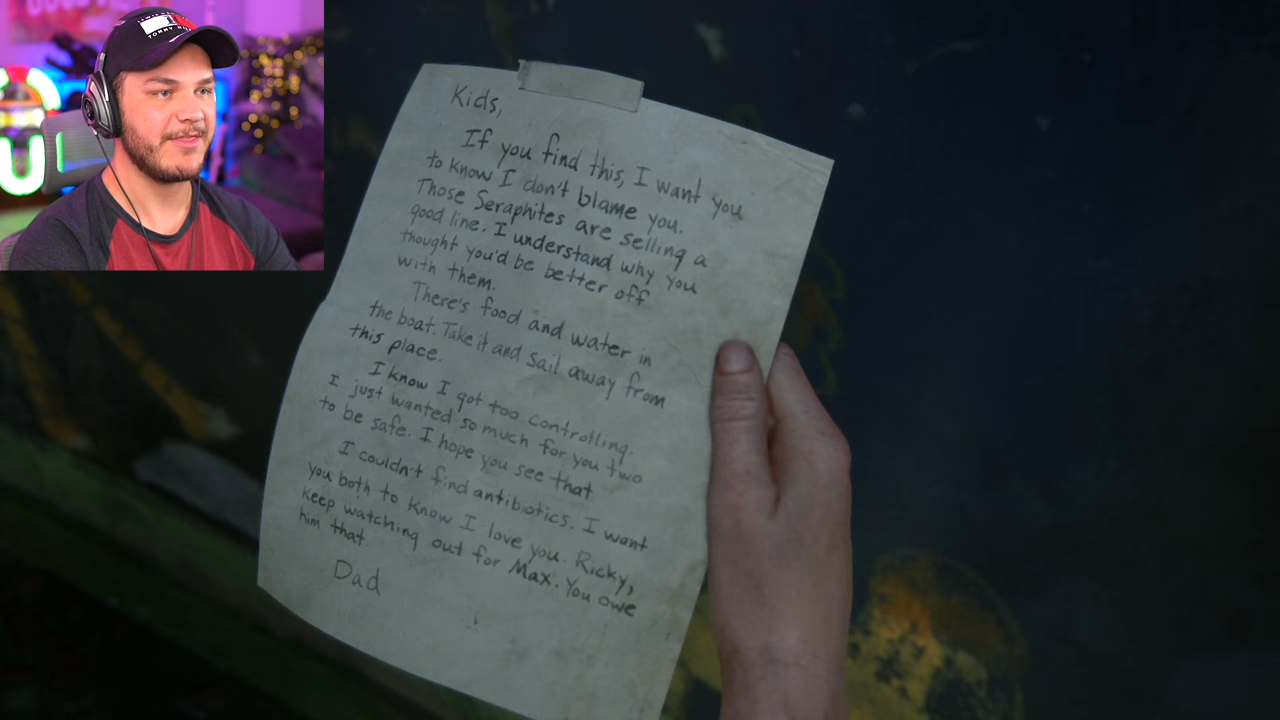 TOMMY
Kids,
If you find this, I want you
to know I don't blame you.
Those Seraphites are selling a
good line. I understand why you
thought you'd be better off
with them.
There's food and water in
the boat. Take it and sail away from
this place.
I know I got too controlling.
I just wanted so much for you two
to be safe. I hope you see that
I couldn't find antibiotics. I want
you both to know I love you. Ricky,
keep watching out for Max. You owe
him that.
Dad